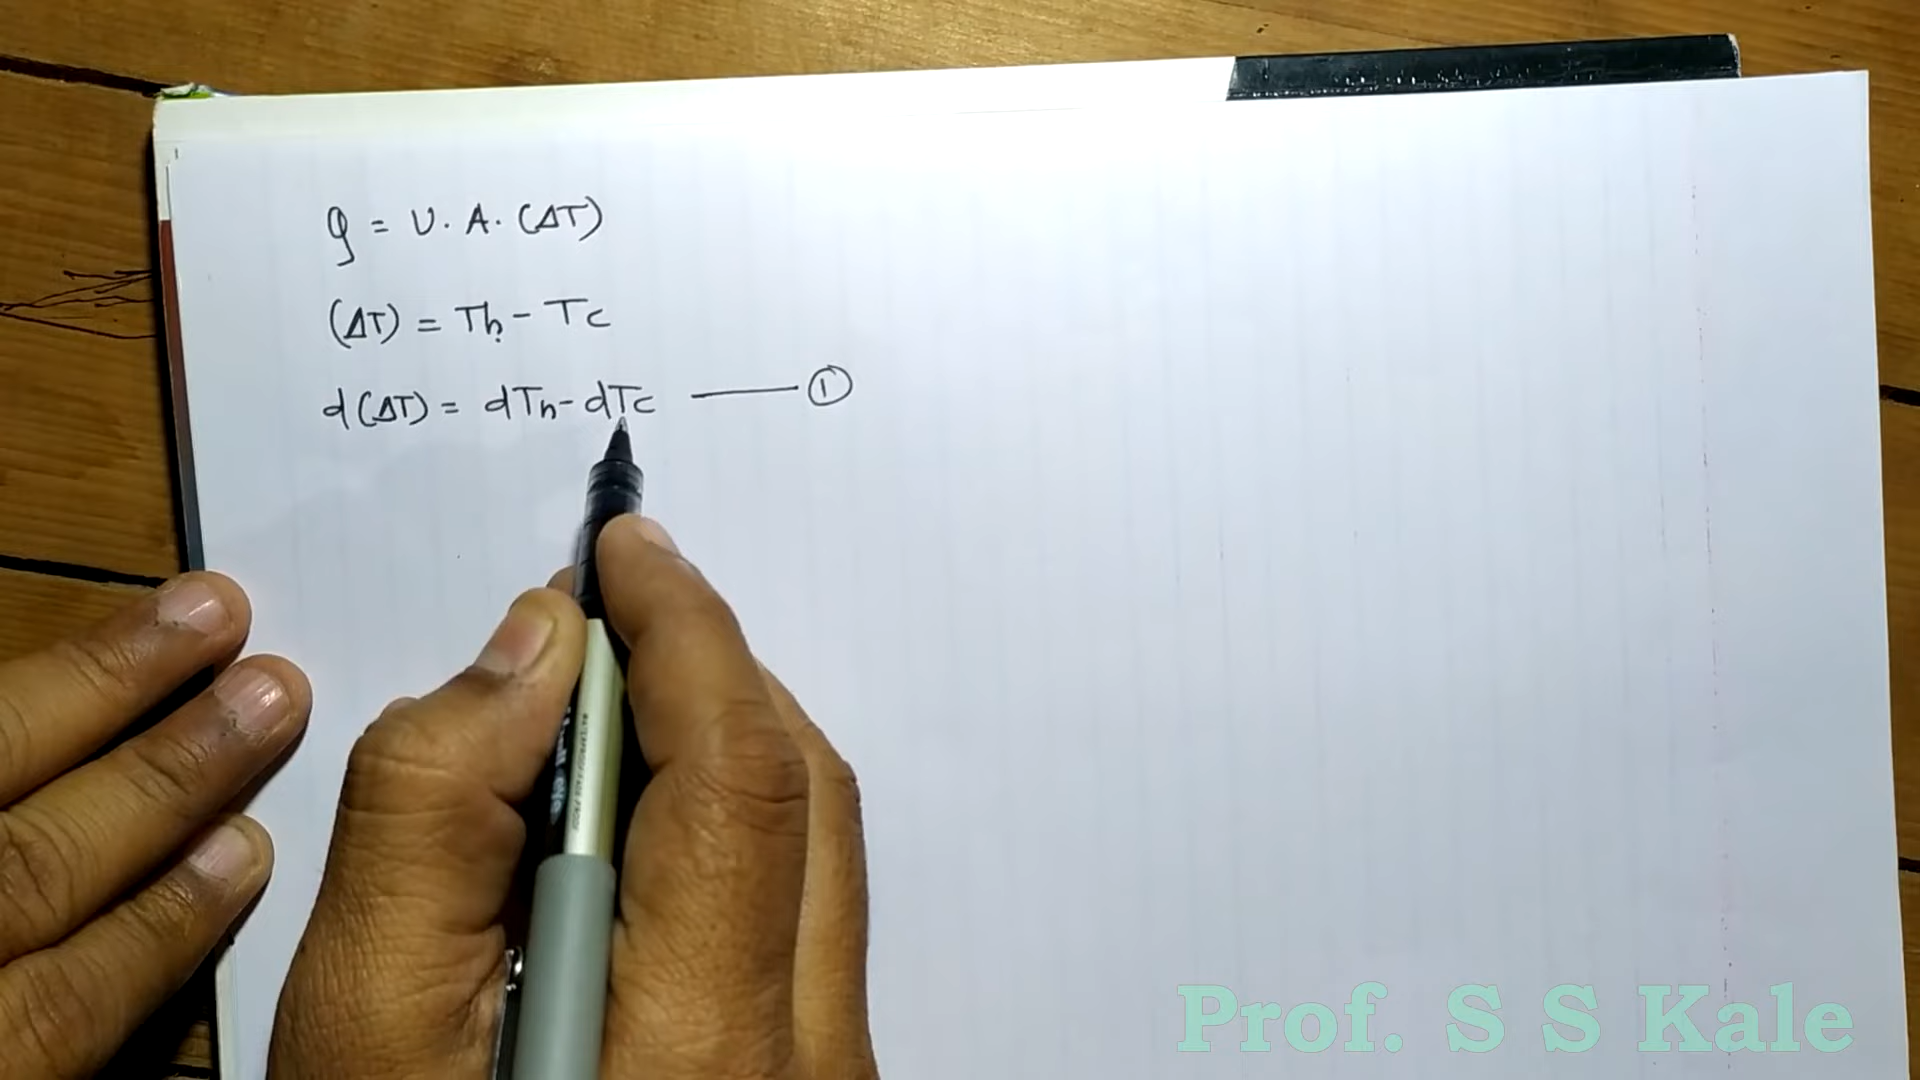 Q = U. A. (ΔT)
(ΔT) = Th - Tc
d(ΔT) = dTh - dTc —— ①
Prof. S S Kale